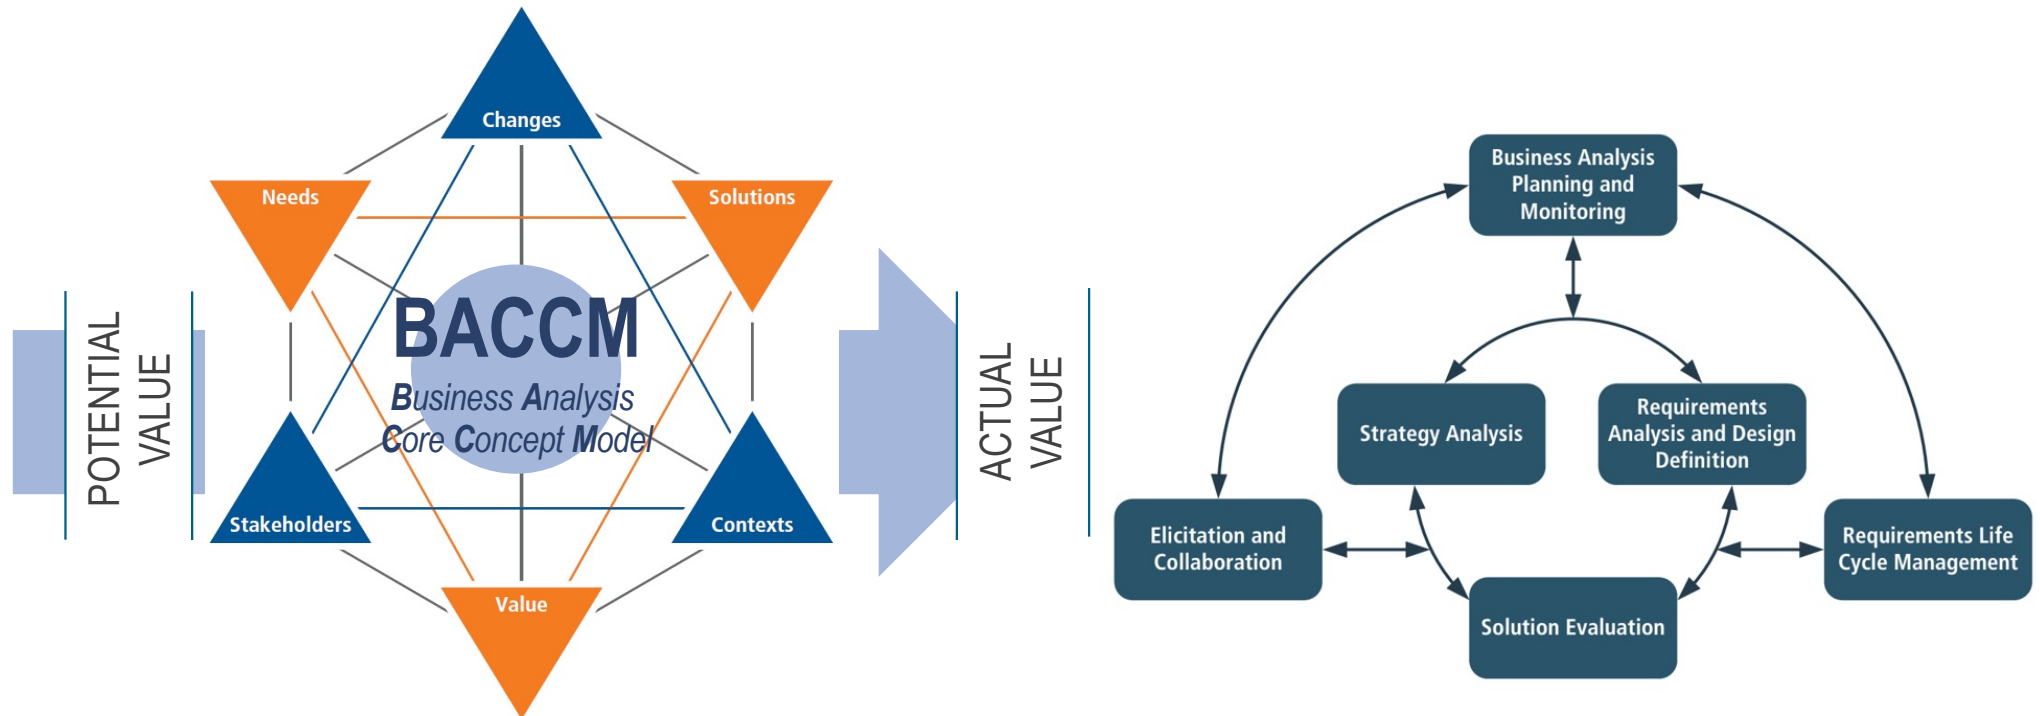 POTENTIAL
VALUE
Changes
Needs
Solutions
BACCM
Business Analysis
Core Concept Model
Stakeholders
Contexts
Value
ACTUAL
VALUE
Business Analysis
Planning and
Monitoring
Strategy Analysis
Requirements
Analysis and Design
Definition
Elicitation and
Collaboration
Requirements Life
Cycle Management
Solution Evaluation